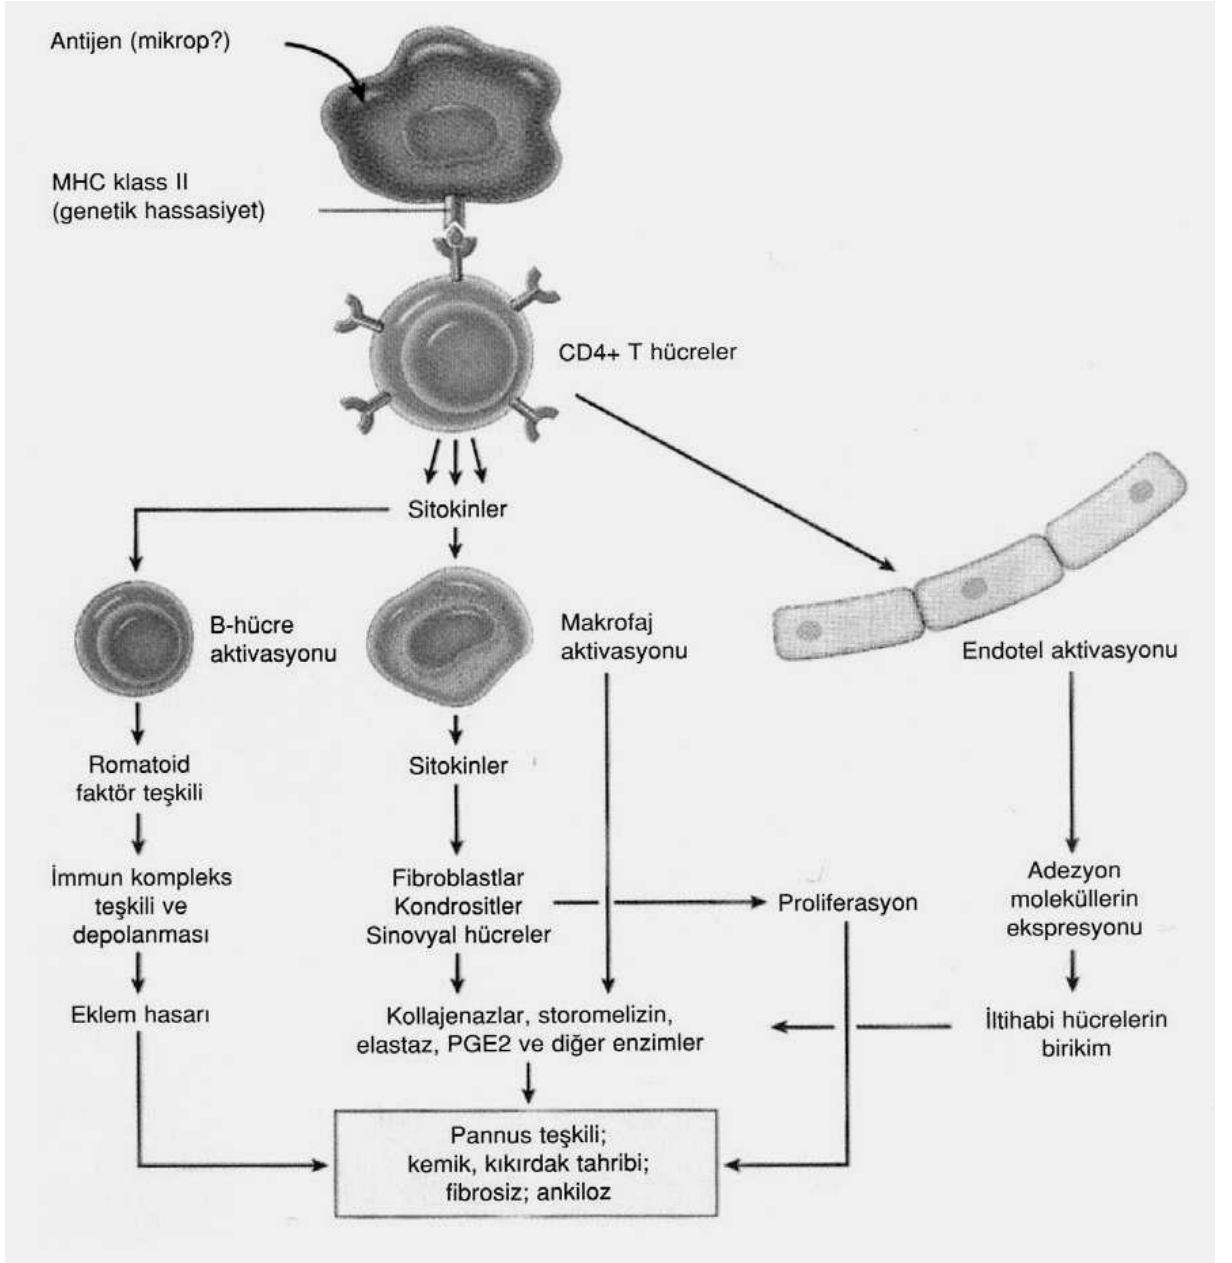 Antijen (mikrop?)
MHC klass II
(genetik hassasiyet)
CD4+ T hücreler
Sitokinler
B-hücre
aktivasyonu
Makrofaj
aktivasyonu
Endotel aktivasyonu
Romatoid
faktör teşkili
Sitokinler
İmmun kompleks
teşkili ve
depolanması
Fibroblastlar
Kondrositler
Sinovyal hücreler
Proliferasyon
Adezyon
moleküllerin
ekspresyonu
Eklem hasarı
Kollajenazlar, storomelizin,
elastaz, PGE2 ve diğer enzimler
İltihabi hücrelerin
birikim
Pannus teşkili;
kemik, kıkırdak tahribi;
fibrosiz; ankiloz